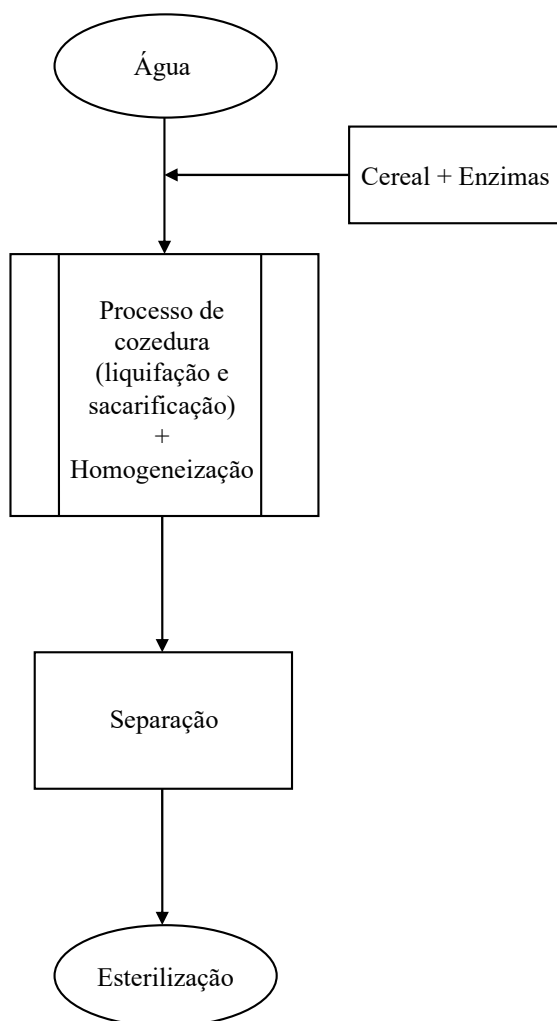 Água
Cereal + Enzimas
Processo de
cozedura
(liquifação e
sacarificação)
+
Homogeneização
Separação
Esterilização